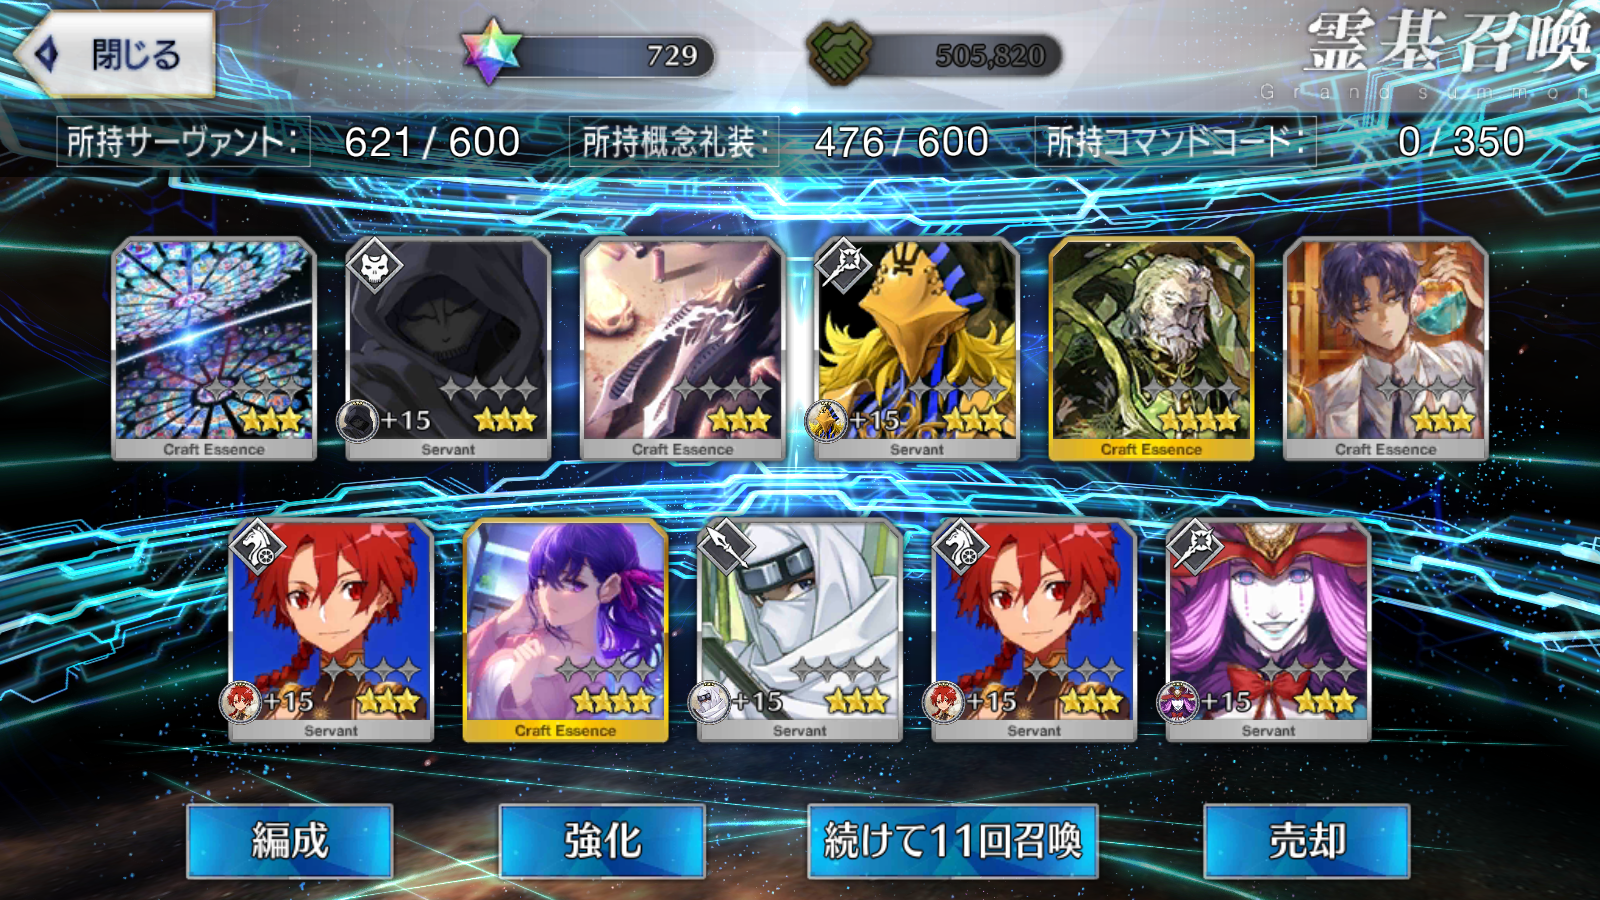 閉じる
729
505,820
霊基召喚
Grand summon
所持サーヴァント: 621 / 600
所持概念礼装: 476 / 600
所持コマンドコード: 0 / 350
Craft Essence
+15
Servant
Craft Essence
+15
Servant
Craft Essence
Craft Essence
+15
Servant
Craft Essence
+15
Servant
+15
Servant
+15
Servant
編成
強化
続けて11回召喚
売却